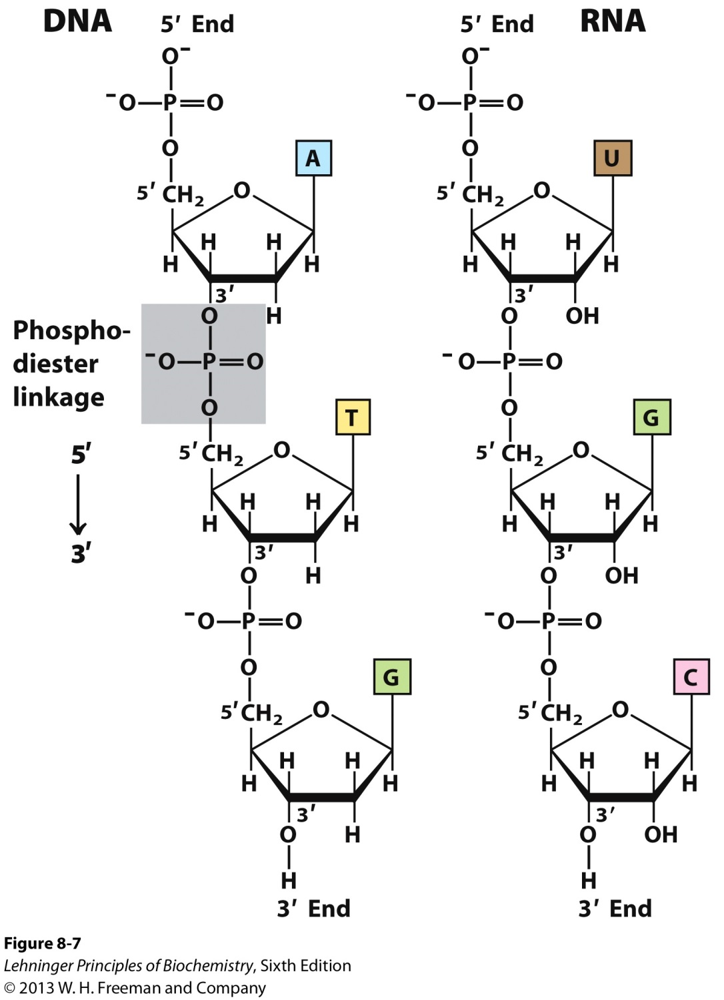 DNA 5′ End 5′ End RNA
O⁻ O⁻
⁻O—P=O ⁻O—P=O
O O
A U
5′ CH₂ O 5′ CH₂ O
H H H H
H H H H
3′ 3′
O H O OH
Phospho-
diester
linkage
⁻O—P=O ⁻O—P=O
O O
T G
5′ CH₂ O 5′ CH₂ O
5′
H H H H
H H H H
3′
3′ 3′
O H O OH
⁻O—P=O ⁻O—P=O
O O
G C
5′ CH₂ O 5′ CH₂ O
H H H H
H H H H
3′ 3′
O H O OH
H H
3′ End 3′ End
Figure 8-7
Lehninger Principles of Biochemistry, Sixth Edition
© 2013 W. H. Freeman and Company